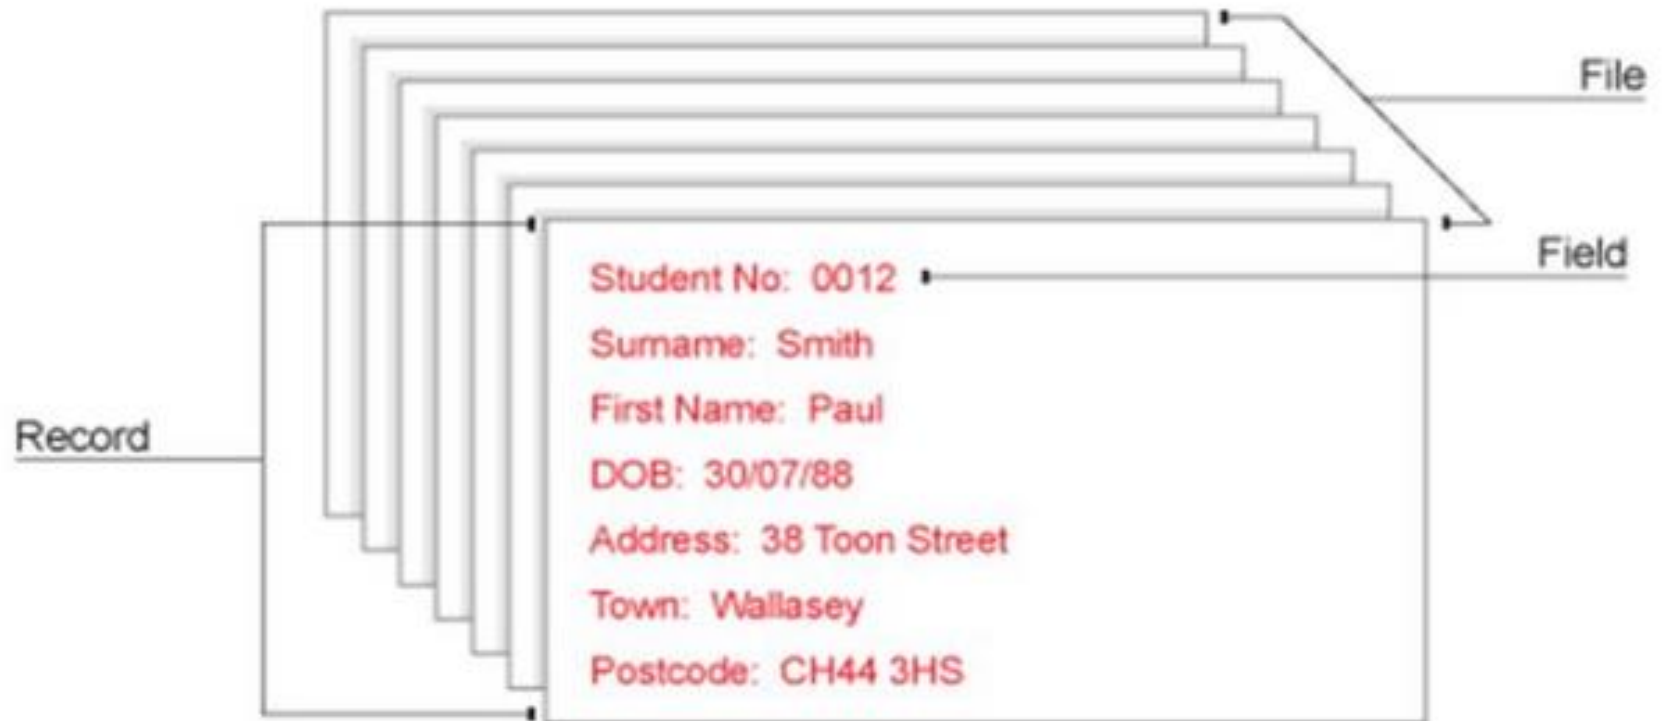 File
Field
Student No: 0012
Surname: Smith
First Name: Paul
Record
DOB: 30/07/88
Address: 38 Toon Street
Town: Wallasey
Postcode: CH44 3HS